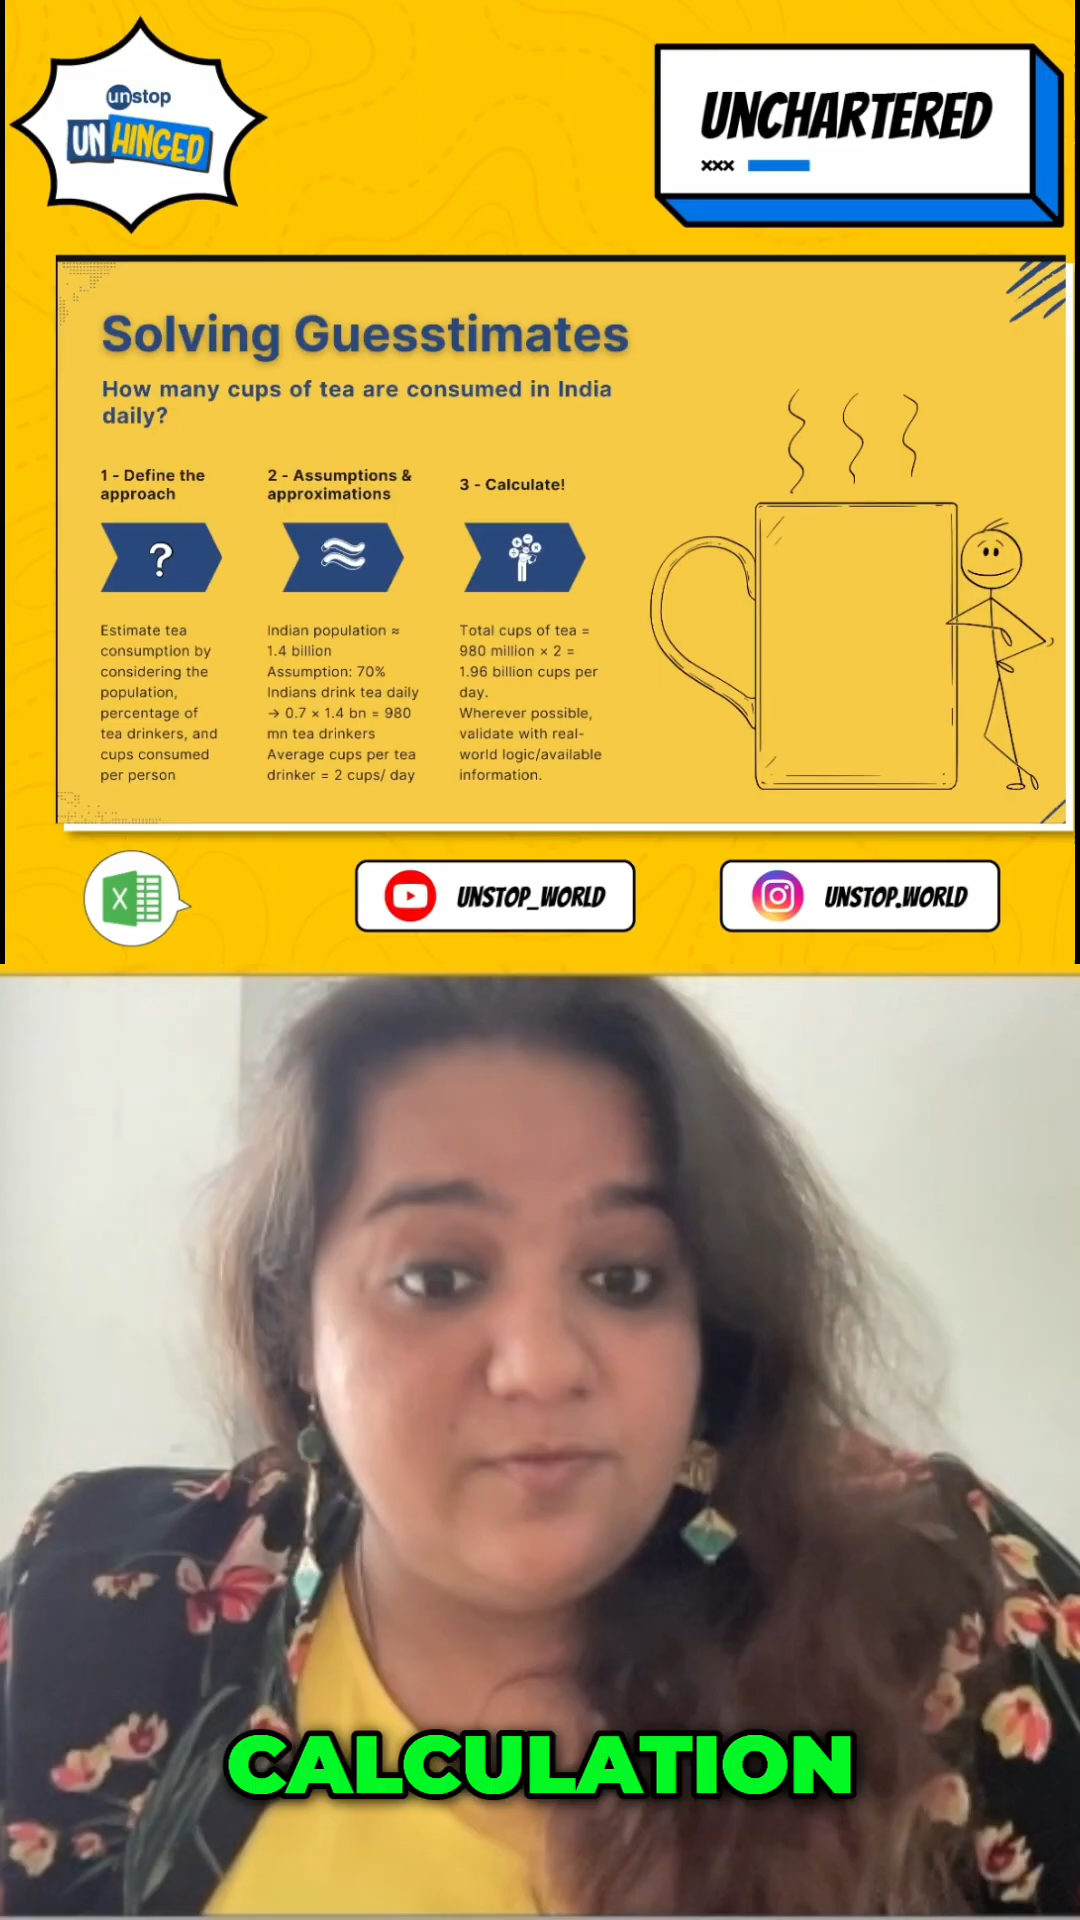 unstop
UNHINGED
UNCHARTERED
xxx
Solving Guesstimates
How many cups of tea are consumed in India
daily?
1 - Define the
approach
?
Estimate tea
consumption by
considering the
population,
percentage of
tea drinkers, and
cups consumed
per person
2 - Assumptions &
approximations
Indian population ≈
1.4 billion
Assumption: 70%
Indians drink tea daily
→ 0.7 × 1.4 bn = 980
mn tea drinkers
Average cups per tea
drinker = 2 cups/ day
3 - Calculate!
Total cups of tea =
980 million × 2 =
1.96 billion cups per
day.
Wherever possible,
validate with real-
world logic/available
information.
X
UNSTOP_WORLD
UNSTOP.WORLD
CALCULATION